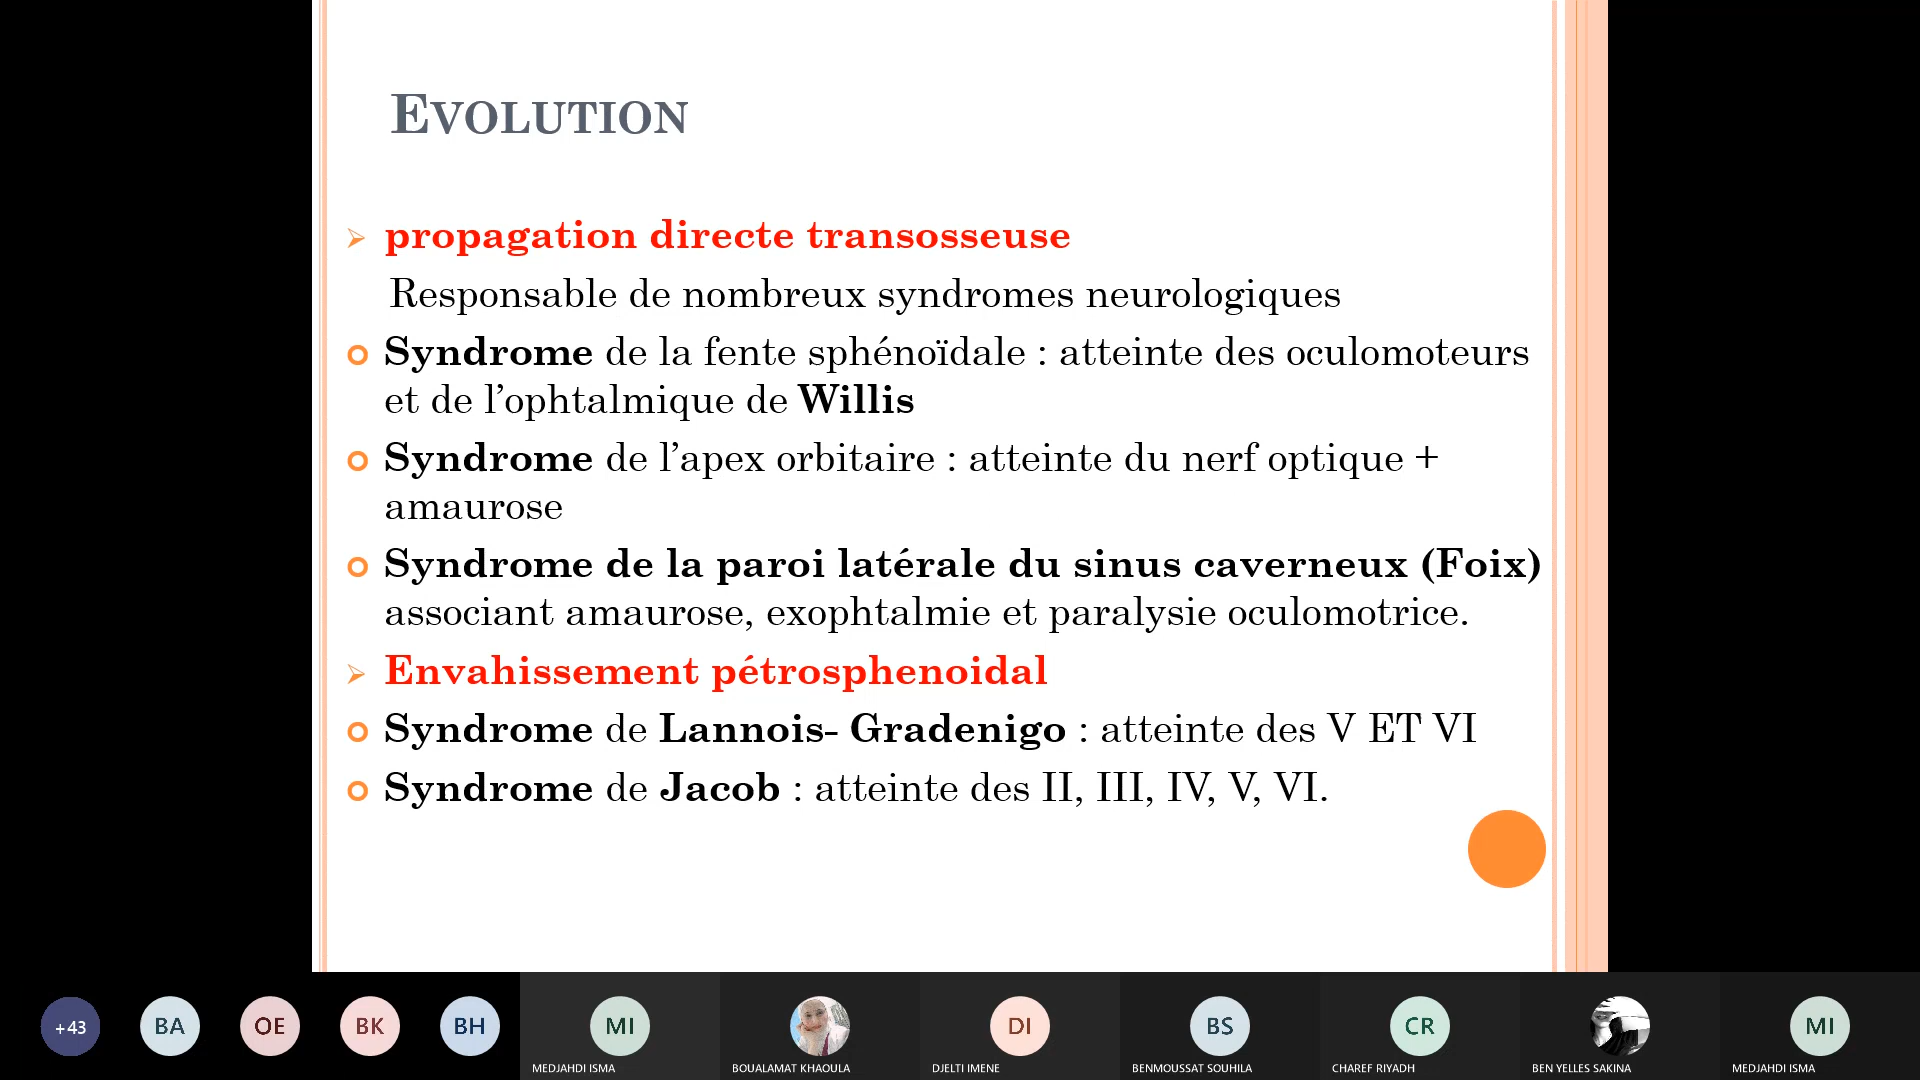 EVOLUTION
propagation directe transosseuse
Responsable de nombreux syndromes neurologiques
Syndrome de la fente sphénoïdale : atteinte des oculomoteurs
et de l’ophtalmique de Willis
Syndrome de l’apex orbitaire : atteinte du nerf optique +
amaurose
Syndrome de la paroi latérale du sinus caverneux (Foix)
associant amaurose, exophtalmie et paralysie oculomotrice.
Envahissement pétrosphenoidal
Syndrome de Lannois- Gradenigo : atteinte des V ET VI
Syndrome de Jacob : atteinte des II, III, IV, V, VI.
+43 BA OE BK BH MI DI BS CR MI
MEDJAHDI ISMA BOUALAMAT KHAOULA DJELTI IMENE BENMOUSSAT SOUHILA CHAREF RIYADH BEN YELLES SAKINA MEDJAHDI ISMA